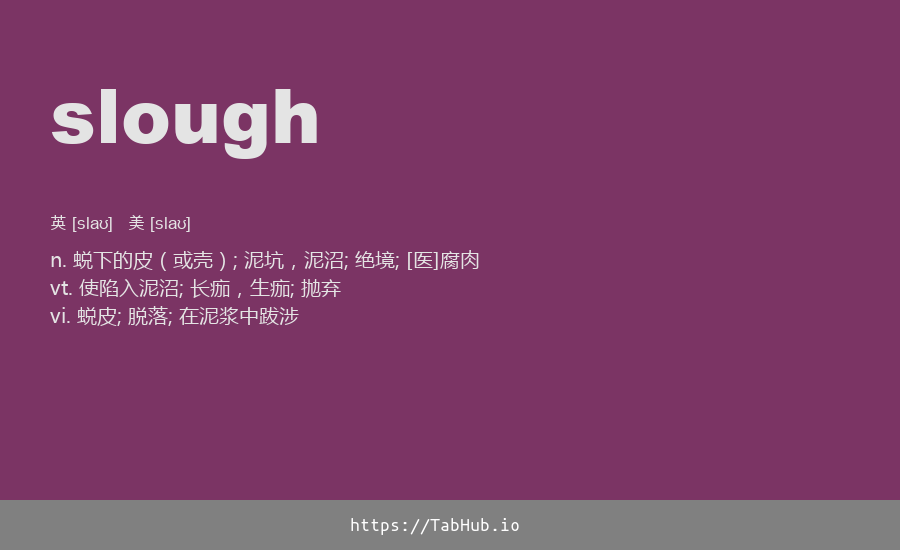 slough
英 [slaʊ] 美 [slaʊ]
n. 蜕下的皮（或壳）; 泥坑，泥沼; 绝境; [医]腐肉
vt. 使陷入泥沼; 长痂，生痂; 抛弃
vi. 蜕皮; 脱落; 在泥浆中跋涉
https://TabHub.io